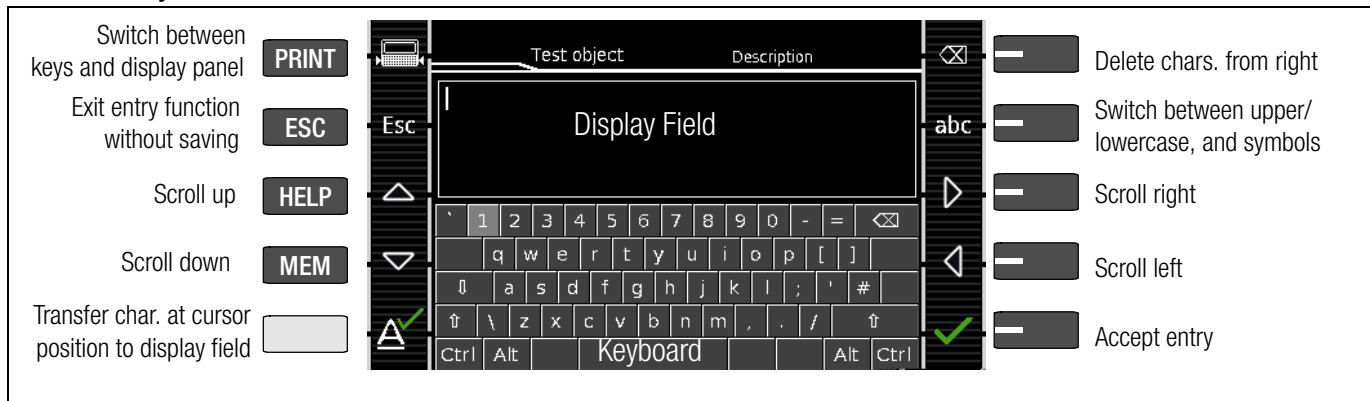 Switch between
keys and display panel
PRINT
Exit entry function
without saving
ESC
Scroll up
HELP
Scroll down
MEM
Transfer char. at cursor
position to display field
Test object Description
Esc
Display Field
abc
` 1 2 3 4 5 6 7 8 9 0 - =
q w e r t y u i o p [ ]
a s d f g h j k l ; ' #
\ z x c v b n m , . /
Ctrl Alt Keyboard Alt Ctrl
Delete chars. from right
Switch between upper/
lowercase, and symbols
Scroll right
Scroll left
Accept entry